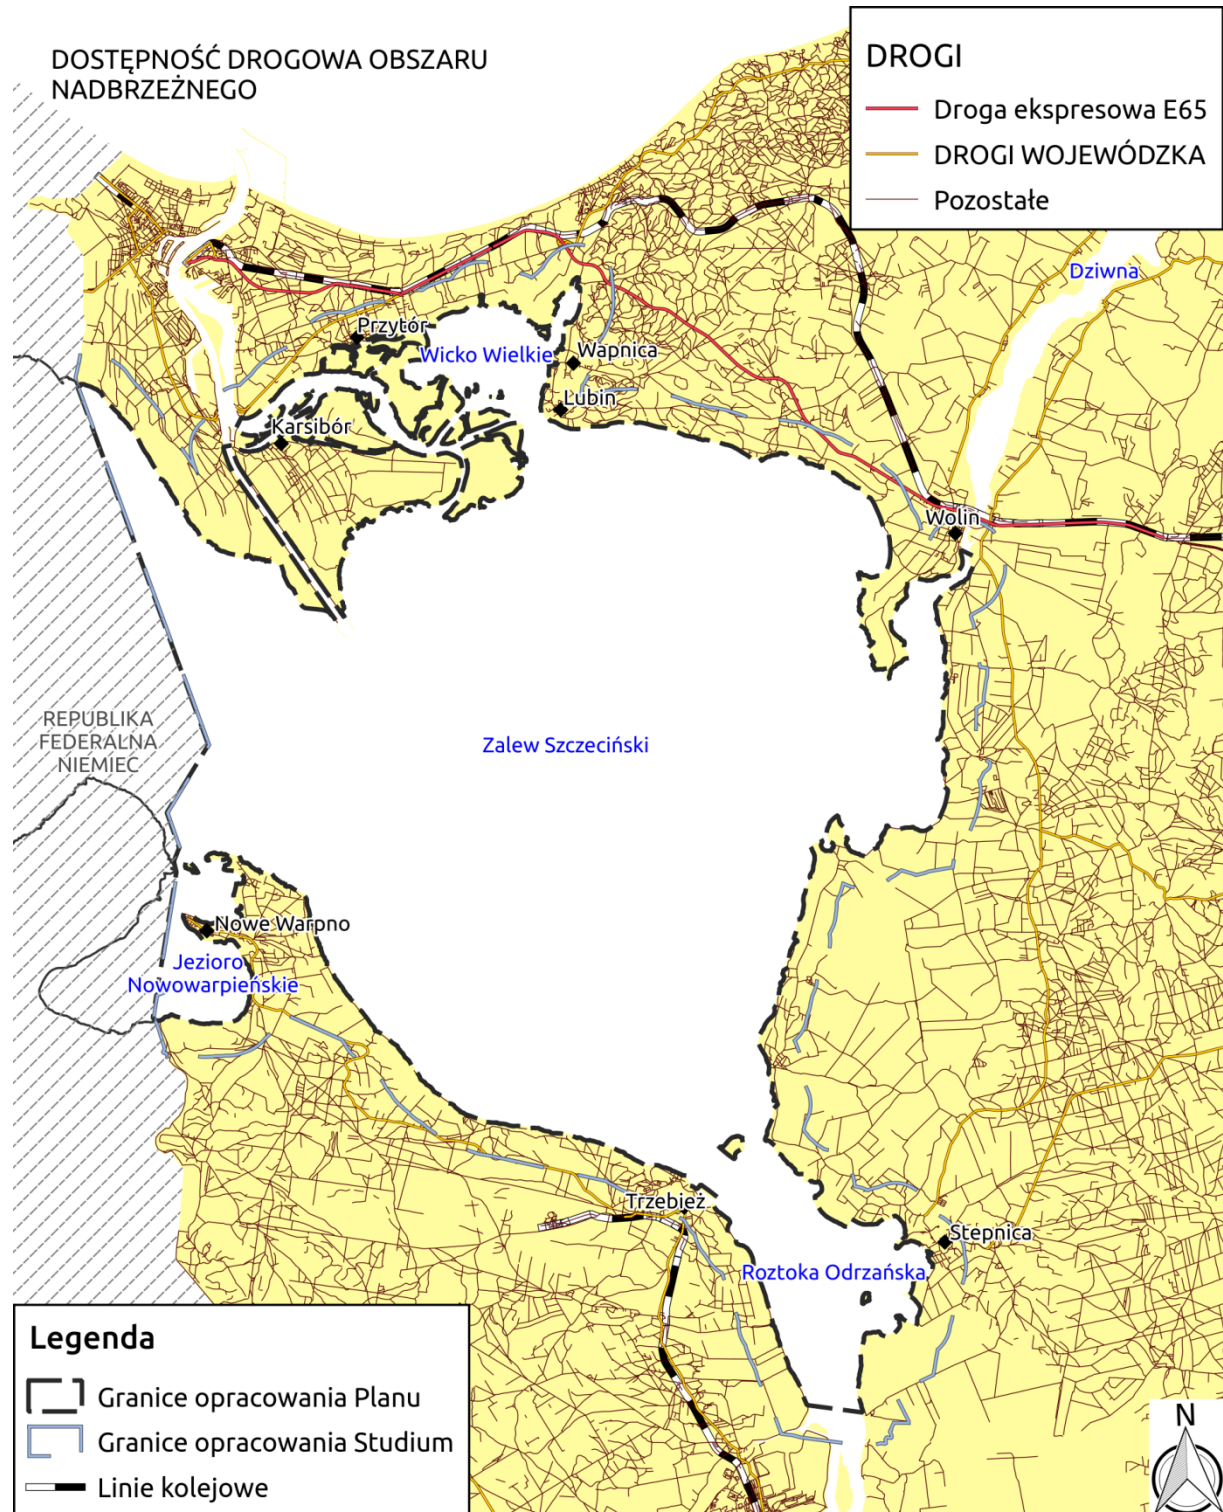 DOSTĘPNOŚĆ DROGOWA OBSZARU
NADBRZEŻNEGO
DROGI
Droga ekspresowa E65
DROGI WOJEWÓDZKA
Pozostałe
Dziwna
Przytór
Wicko Wielkie
Wapnica
Lubin
Karsibór
Wolin
REPUBLIKA
FEDERALNA
NIEMIEC
Zalew Szczeciński
Nowe Warpno
Jezioro
Nowowarpieńskie
Trzebież
Stepnica
Roztoka Odrzańska
Legenda
Granice opracowania Planu
Granice opracowania Studium
Linie kolejowe
N